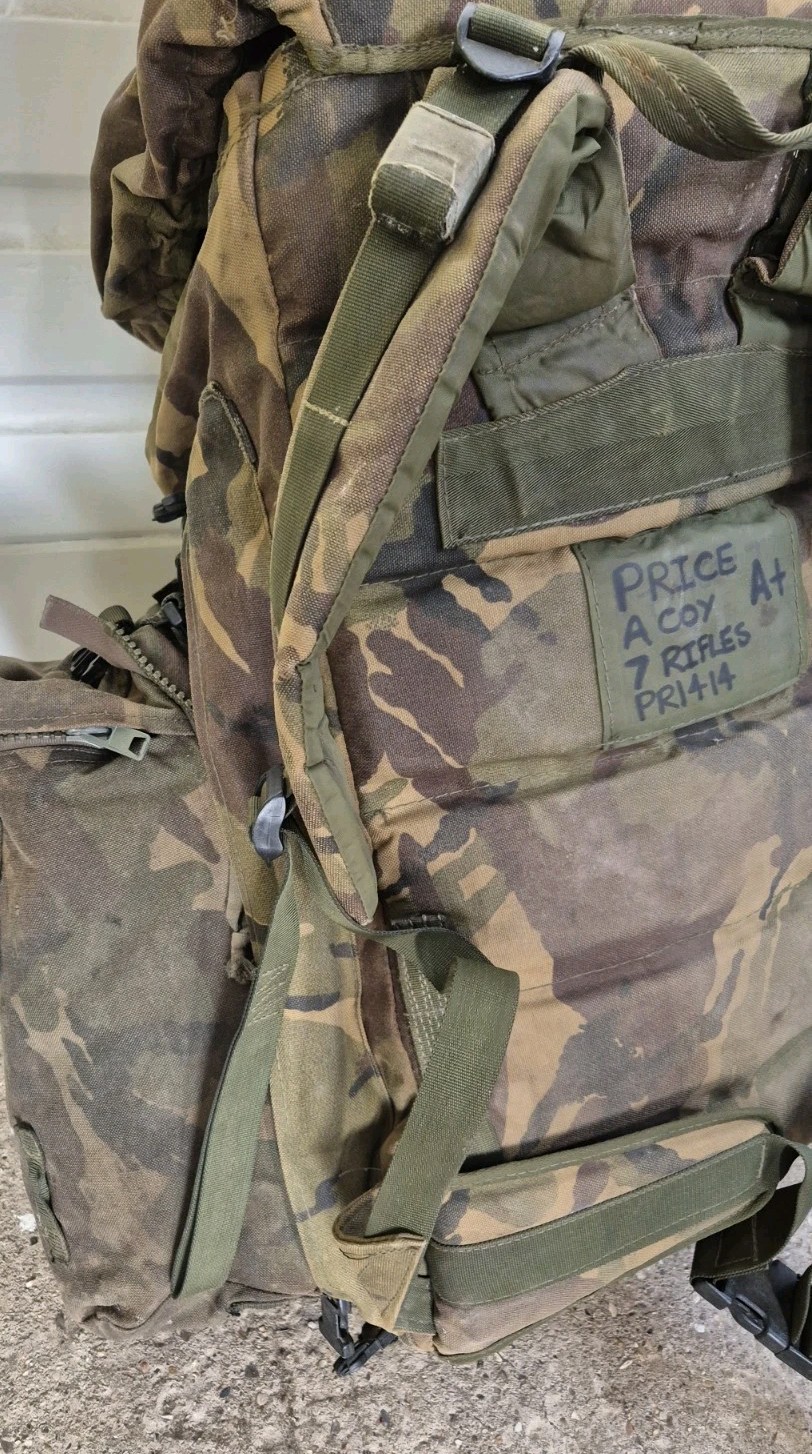 PRICE
A COY A+
7 RIFLES
PR1414